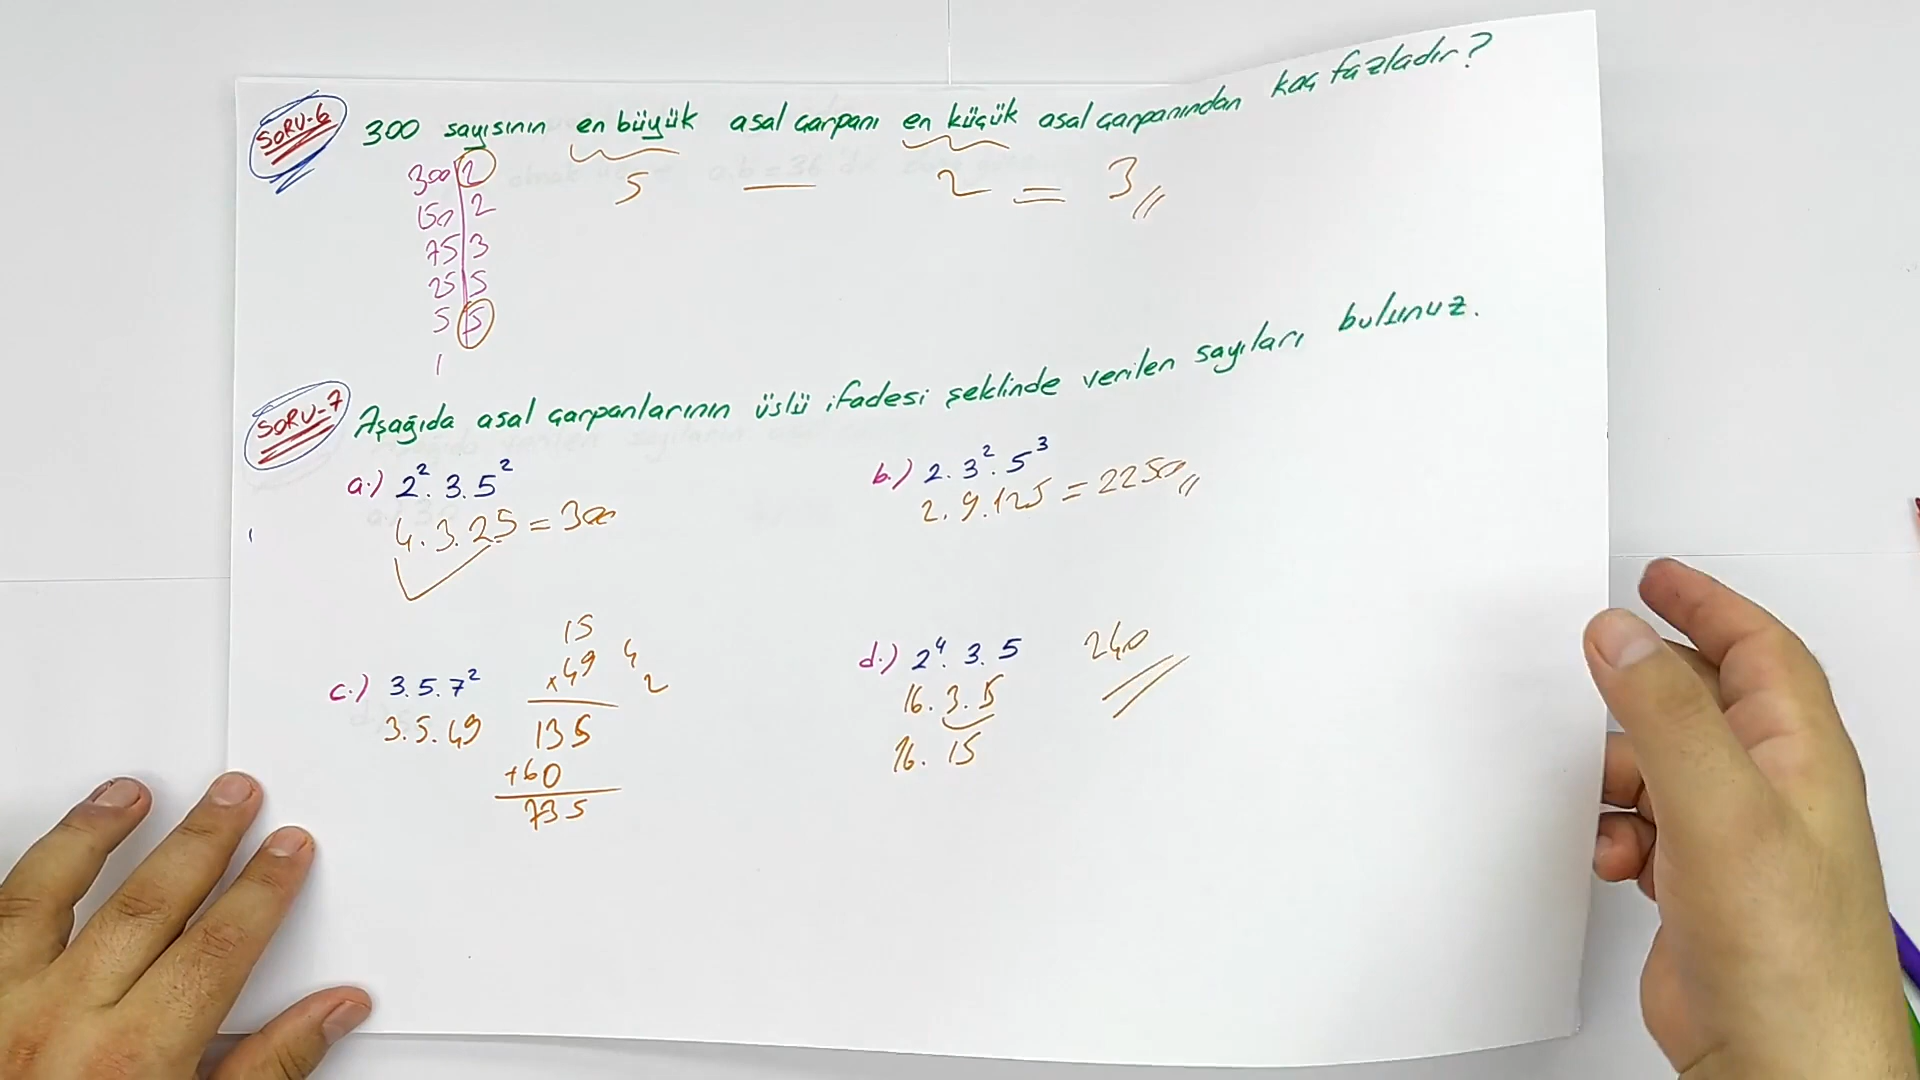 SORU-6 300 sayısının en büyük asal çarpanı en küçük asal çarpanından kaç fazladır?
300 | 2
150 | 2
75 | 3
25 | 5
5 | 5
1
5 — 2 = 3
SORU-7 Aşağıda asal çarpanlarının üslü ifadesi şeklinde verilen sayıları bulunuz.
a.) 2². 3. 5²
4. 3. 25 = 300
b.) 2. 3². 5³
2. 9. 125 = 2250
c.) 3. 5. 7²
3. 5. 49
15
x49
135
+60
735
4
2
d.) 2⁴. 3. 5
16. 3. 5
16. 15
240